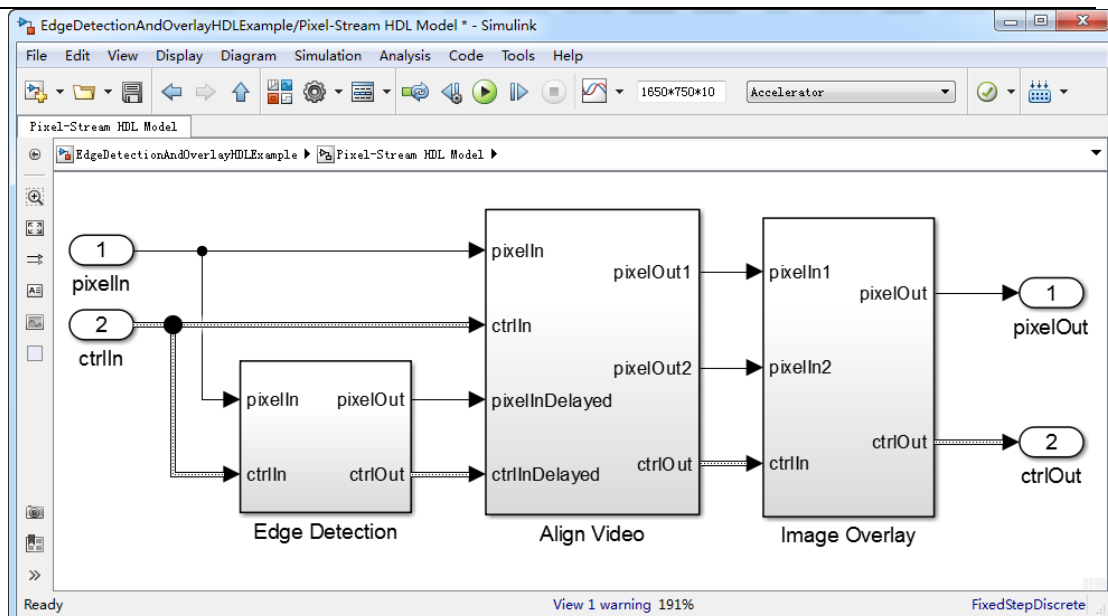 EdgeDetectionAndOverlayHDLExample/Pixel-Stream HDL Model * - Simulink
File Edit View Display Diagram Simulation Analysis Code Tools Help
1650*750*10 Accelerator
Pixel-Stream HDL Model
EdgeDetectionAndOverlayHDLExample Pixel-Stream HDL Model
1
pixelIn
2
ctrlIn
pixelIn pixelOut
ctrlIn ctrlOut
Edge Detection
pixelIn
pixelOut1
ctrlIn
pixelOut2
pixelInDelayed
ctrlOut
ctrlInDelayed
Align Video
pixelIn1
pixelOut
pixelIn2
ctrlOut
ctrlIn
Image Overlay
1
pixelOut
2
ctrlOut
Ready View 1 warning 191% FixedStepDiscrete